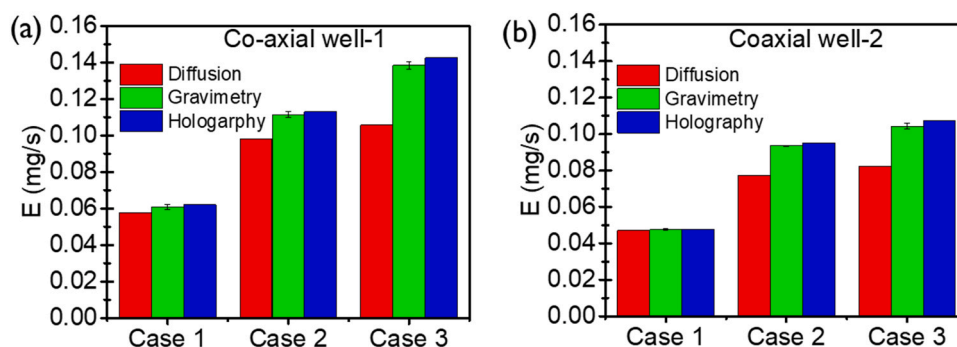 (a)
Co-axial well-1
Diffusion
Gravimetry
Hologarphy
E (mg/s)
0.16
0.14
0.12
0.10
0.08
0.06
0.04
0.02
0.00
Case 1 Case 2 Case 3
(b)
Coaxial well-2
Diffusion
Gravimetry
Holography
E (mg/s)
0.16
0.14
0.12
0.10
0.08
0.06
0.04
0.02
0.00
Case 1 Case 2 Case 3